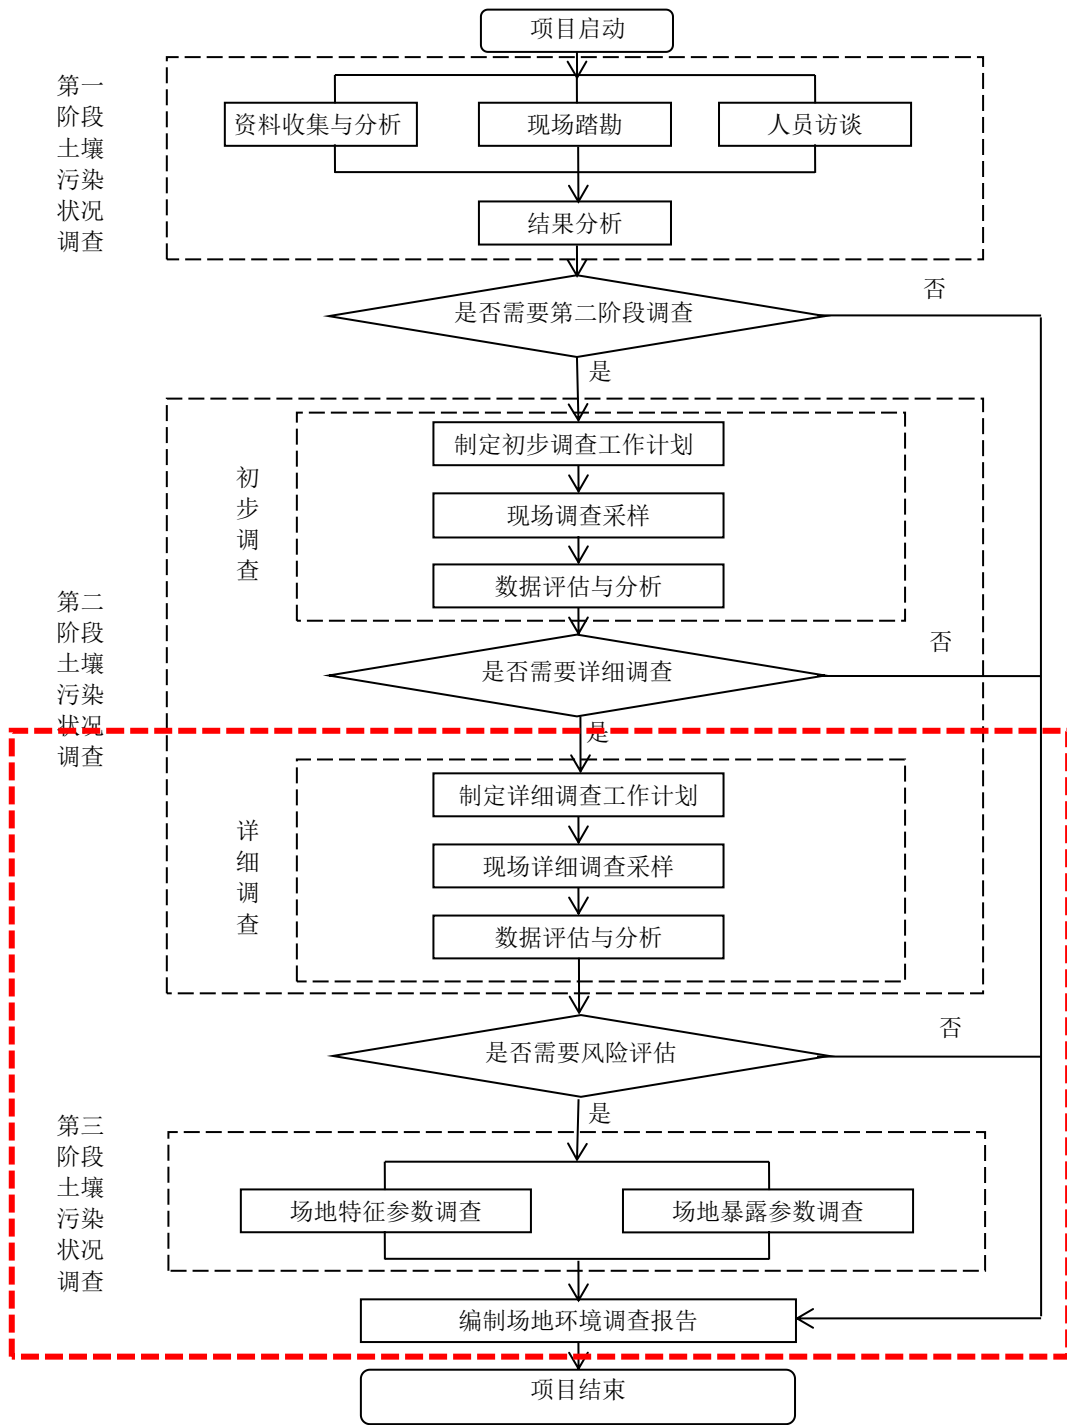 项目启动
第一
阶段
土壤
污染
状况
调查
资料收集与分析
现场踏勘
人员访谈
结果分析
是否需要第二阶段调查
否
是
第二
阶段
土壤
污染
状况
调查
初
步
调
查
制定初步调查工作计划
现场调查采样
数据评估与分析
是否需要详细调查
否
是
详
细
调
查
制定详细调查工作计划
现场详细调查采样
数据评估与分析
是否需要风险评估
否
是
第三
阶段
土壤
污染
状况
调查
场地特征参数调查
场地暴露参数调查
编制场地环境调查报告
项目结束